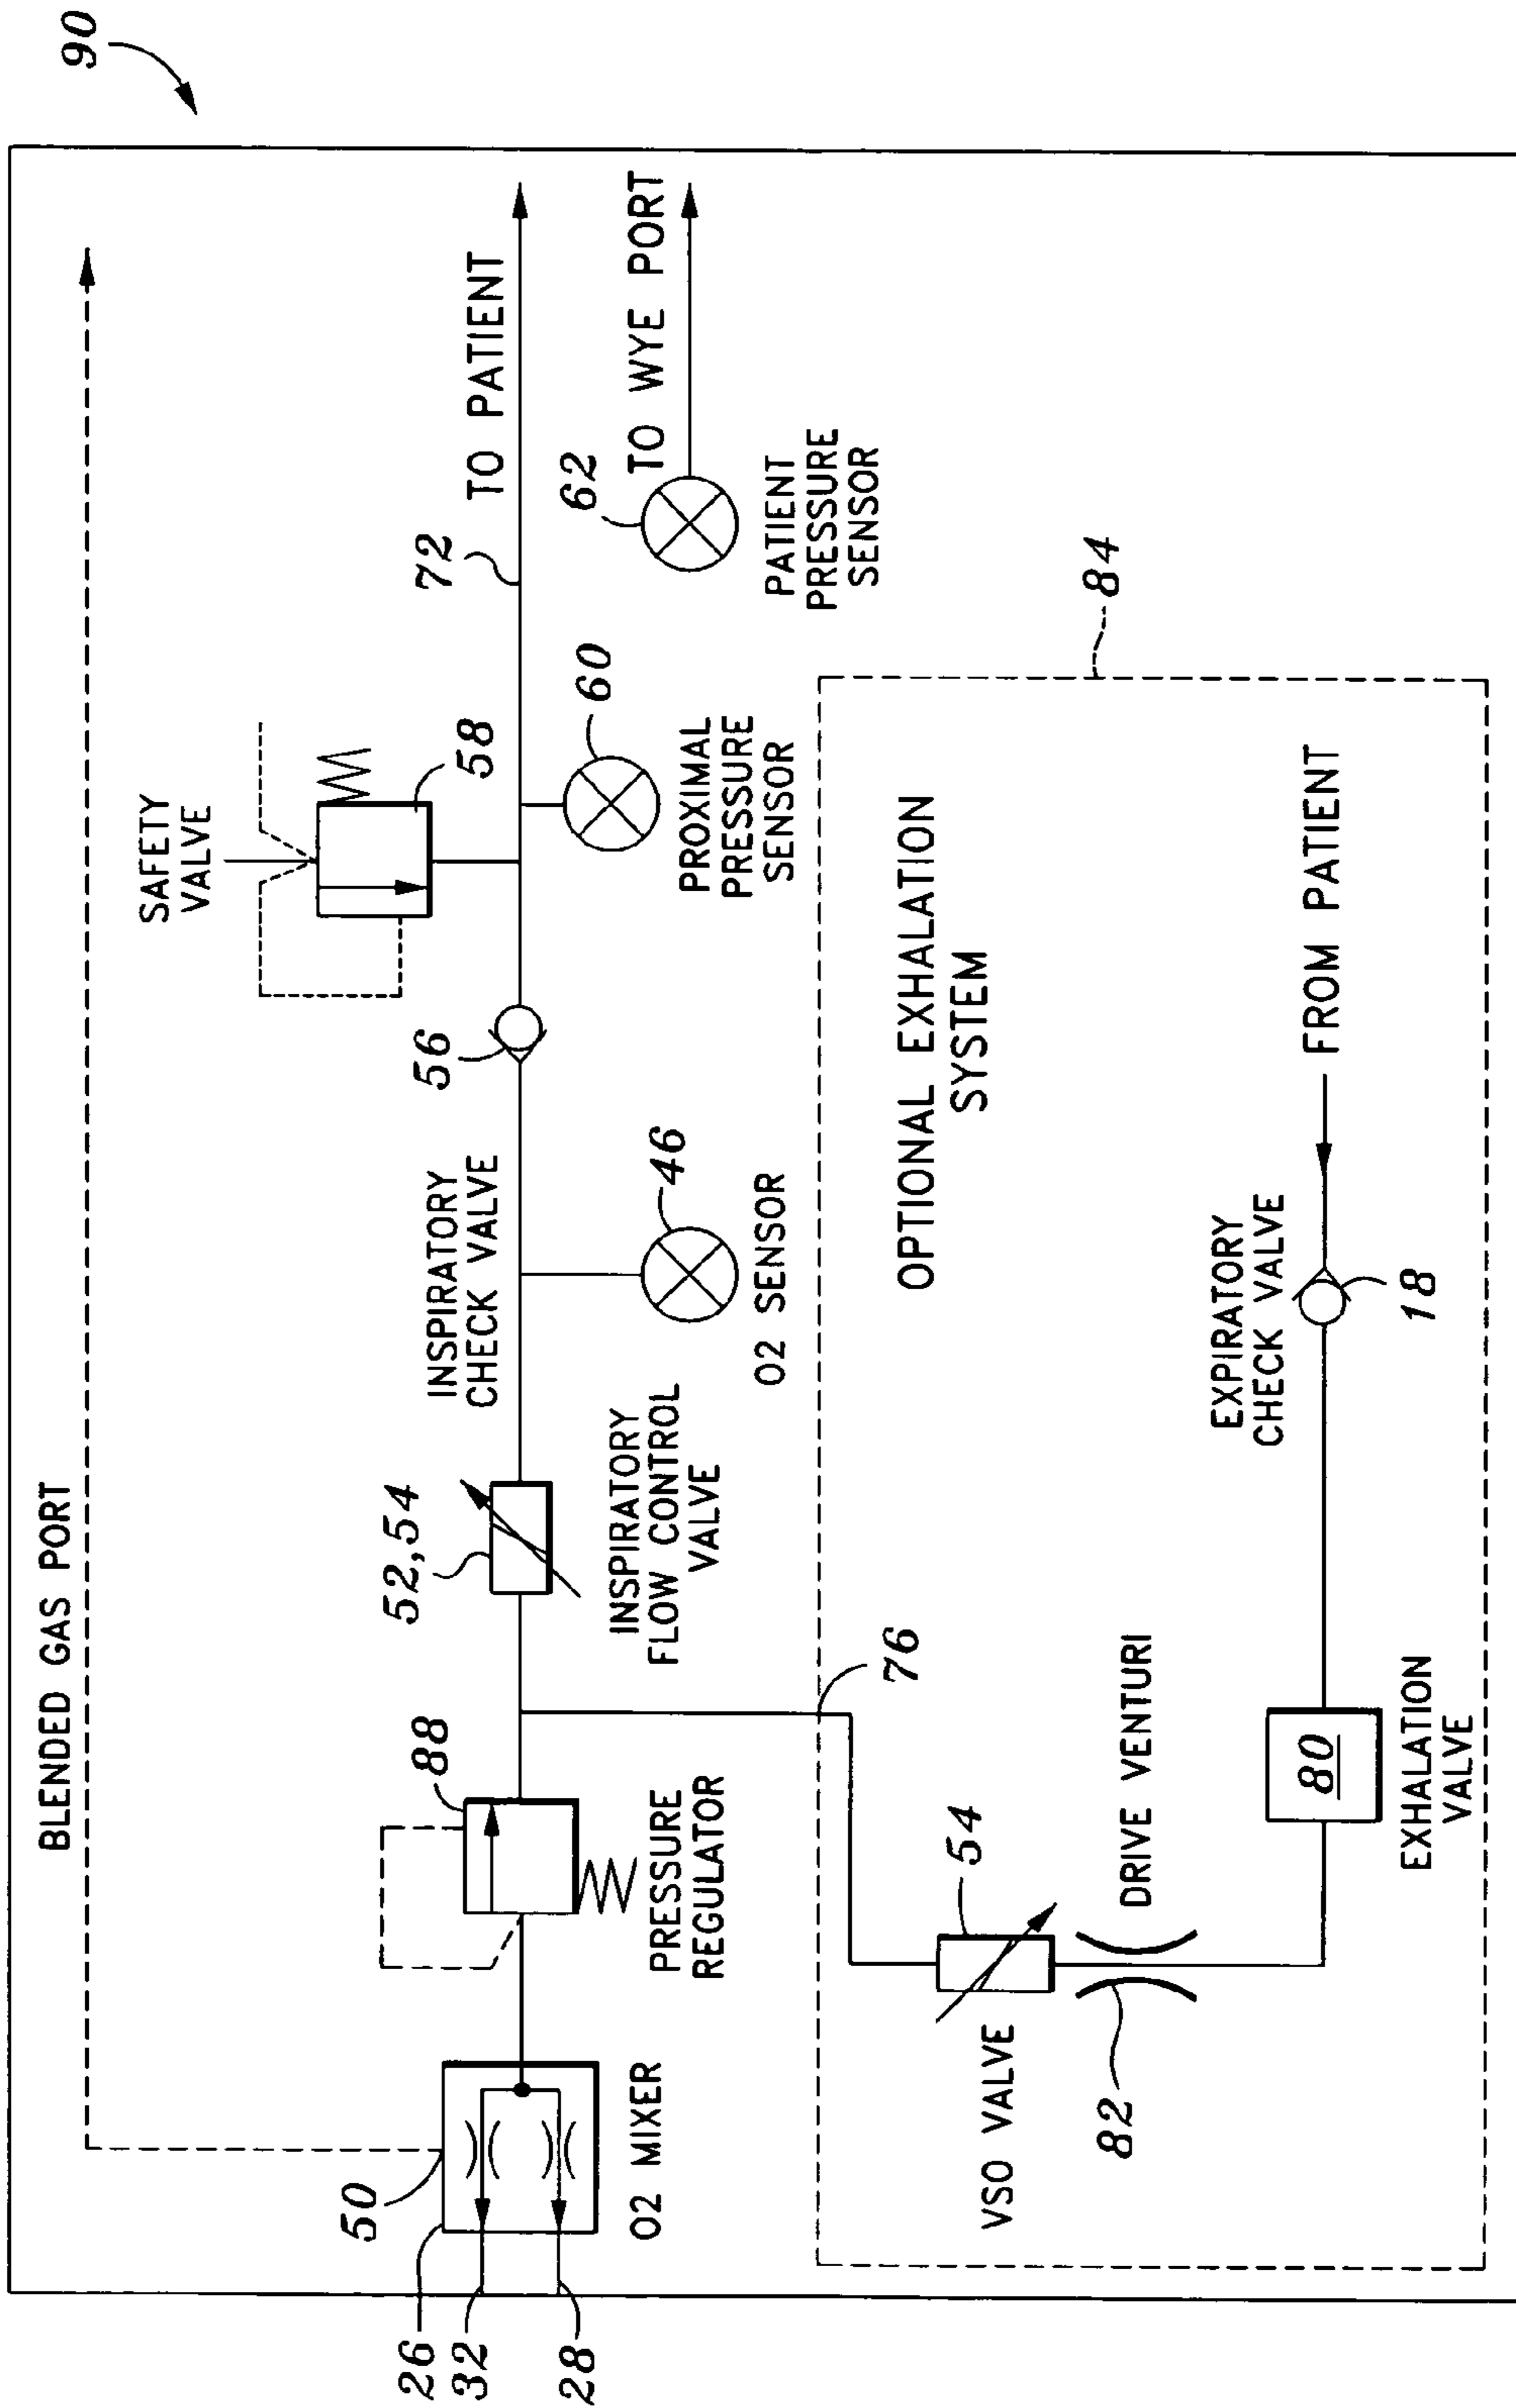 90
BLENDED GAS PORT
SAFETY
VALVE
58
50
26
32
28
O2 MIXER
88
PRESSURE
REGULATOR
52,54
INSPIRATORY
FLOW CONTROL
VALVE
INSPIRATORY
CHECK VALVE
56
46
O2 SENSOR
60
PROXIMAL
PRESSURE
SENSOR
72
TO PATIENT
62
TO WYE PORT
PATIENT
PRESSURE
SENSOR
76
84
OPTIONAL EXHALATION
SYSTEM
VSO VALVE
54
82
DRIVE VENTURI
80
EXHALATION
VALVE
EXPIRATORY
CHECK VALVE
18
FROM PATIENT